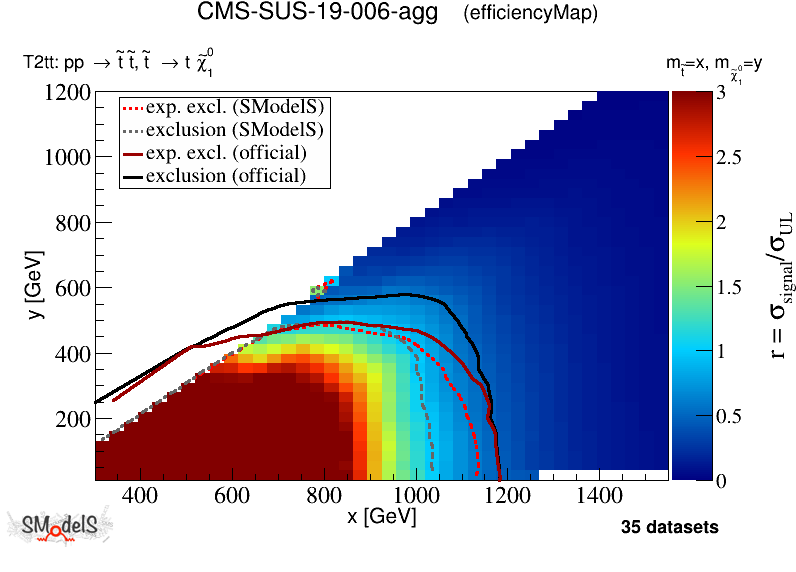 CMS-SUS-19-006-agg (efficiencyMap)
T2tt: pp → t̃ t̃, t̃ → t χ̃₁⁰
m_t̃=x, m_χ̃₁⁰=y
exp. excl. (SModelS)
exclusion (SModelS)
exp. excl. (official)
exclusion (official)
y [GeV]
1200
1000
800
600
400
200
400 600 800 1000 1200 1400
x [GeV]
3
2.5
2
1.5
1
0.5
0
r = σ_signal/σ_UL
SModelS
35 datasets